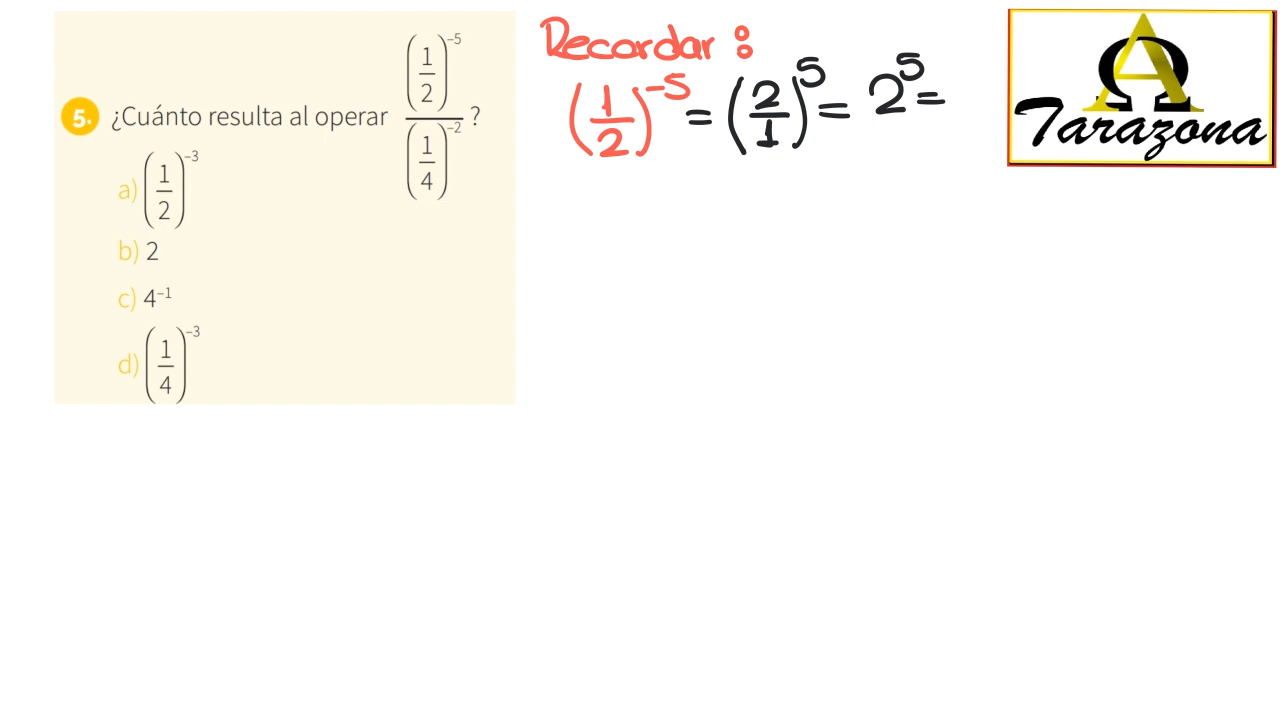 5. ¿Cuánto resulta al operar (1/2)^–5 / (1/4)^–2 ?
a) (1/2)^–3
b) 2
c) 4^–1
d) (1/4)^–3
Recordar :
(1/2)^-5 = (2/1)^5 = 2^5 =
AΩ
Tarazona